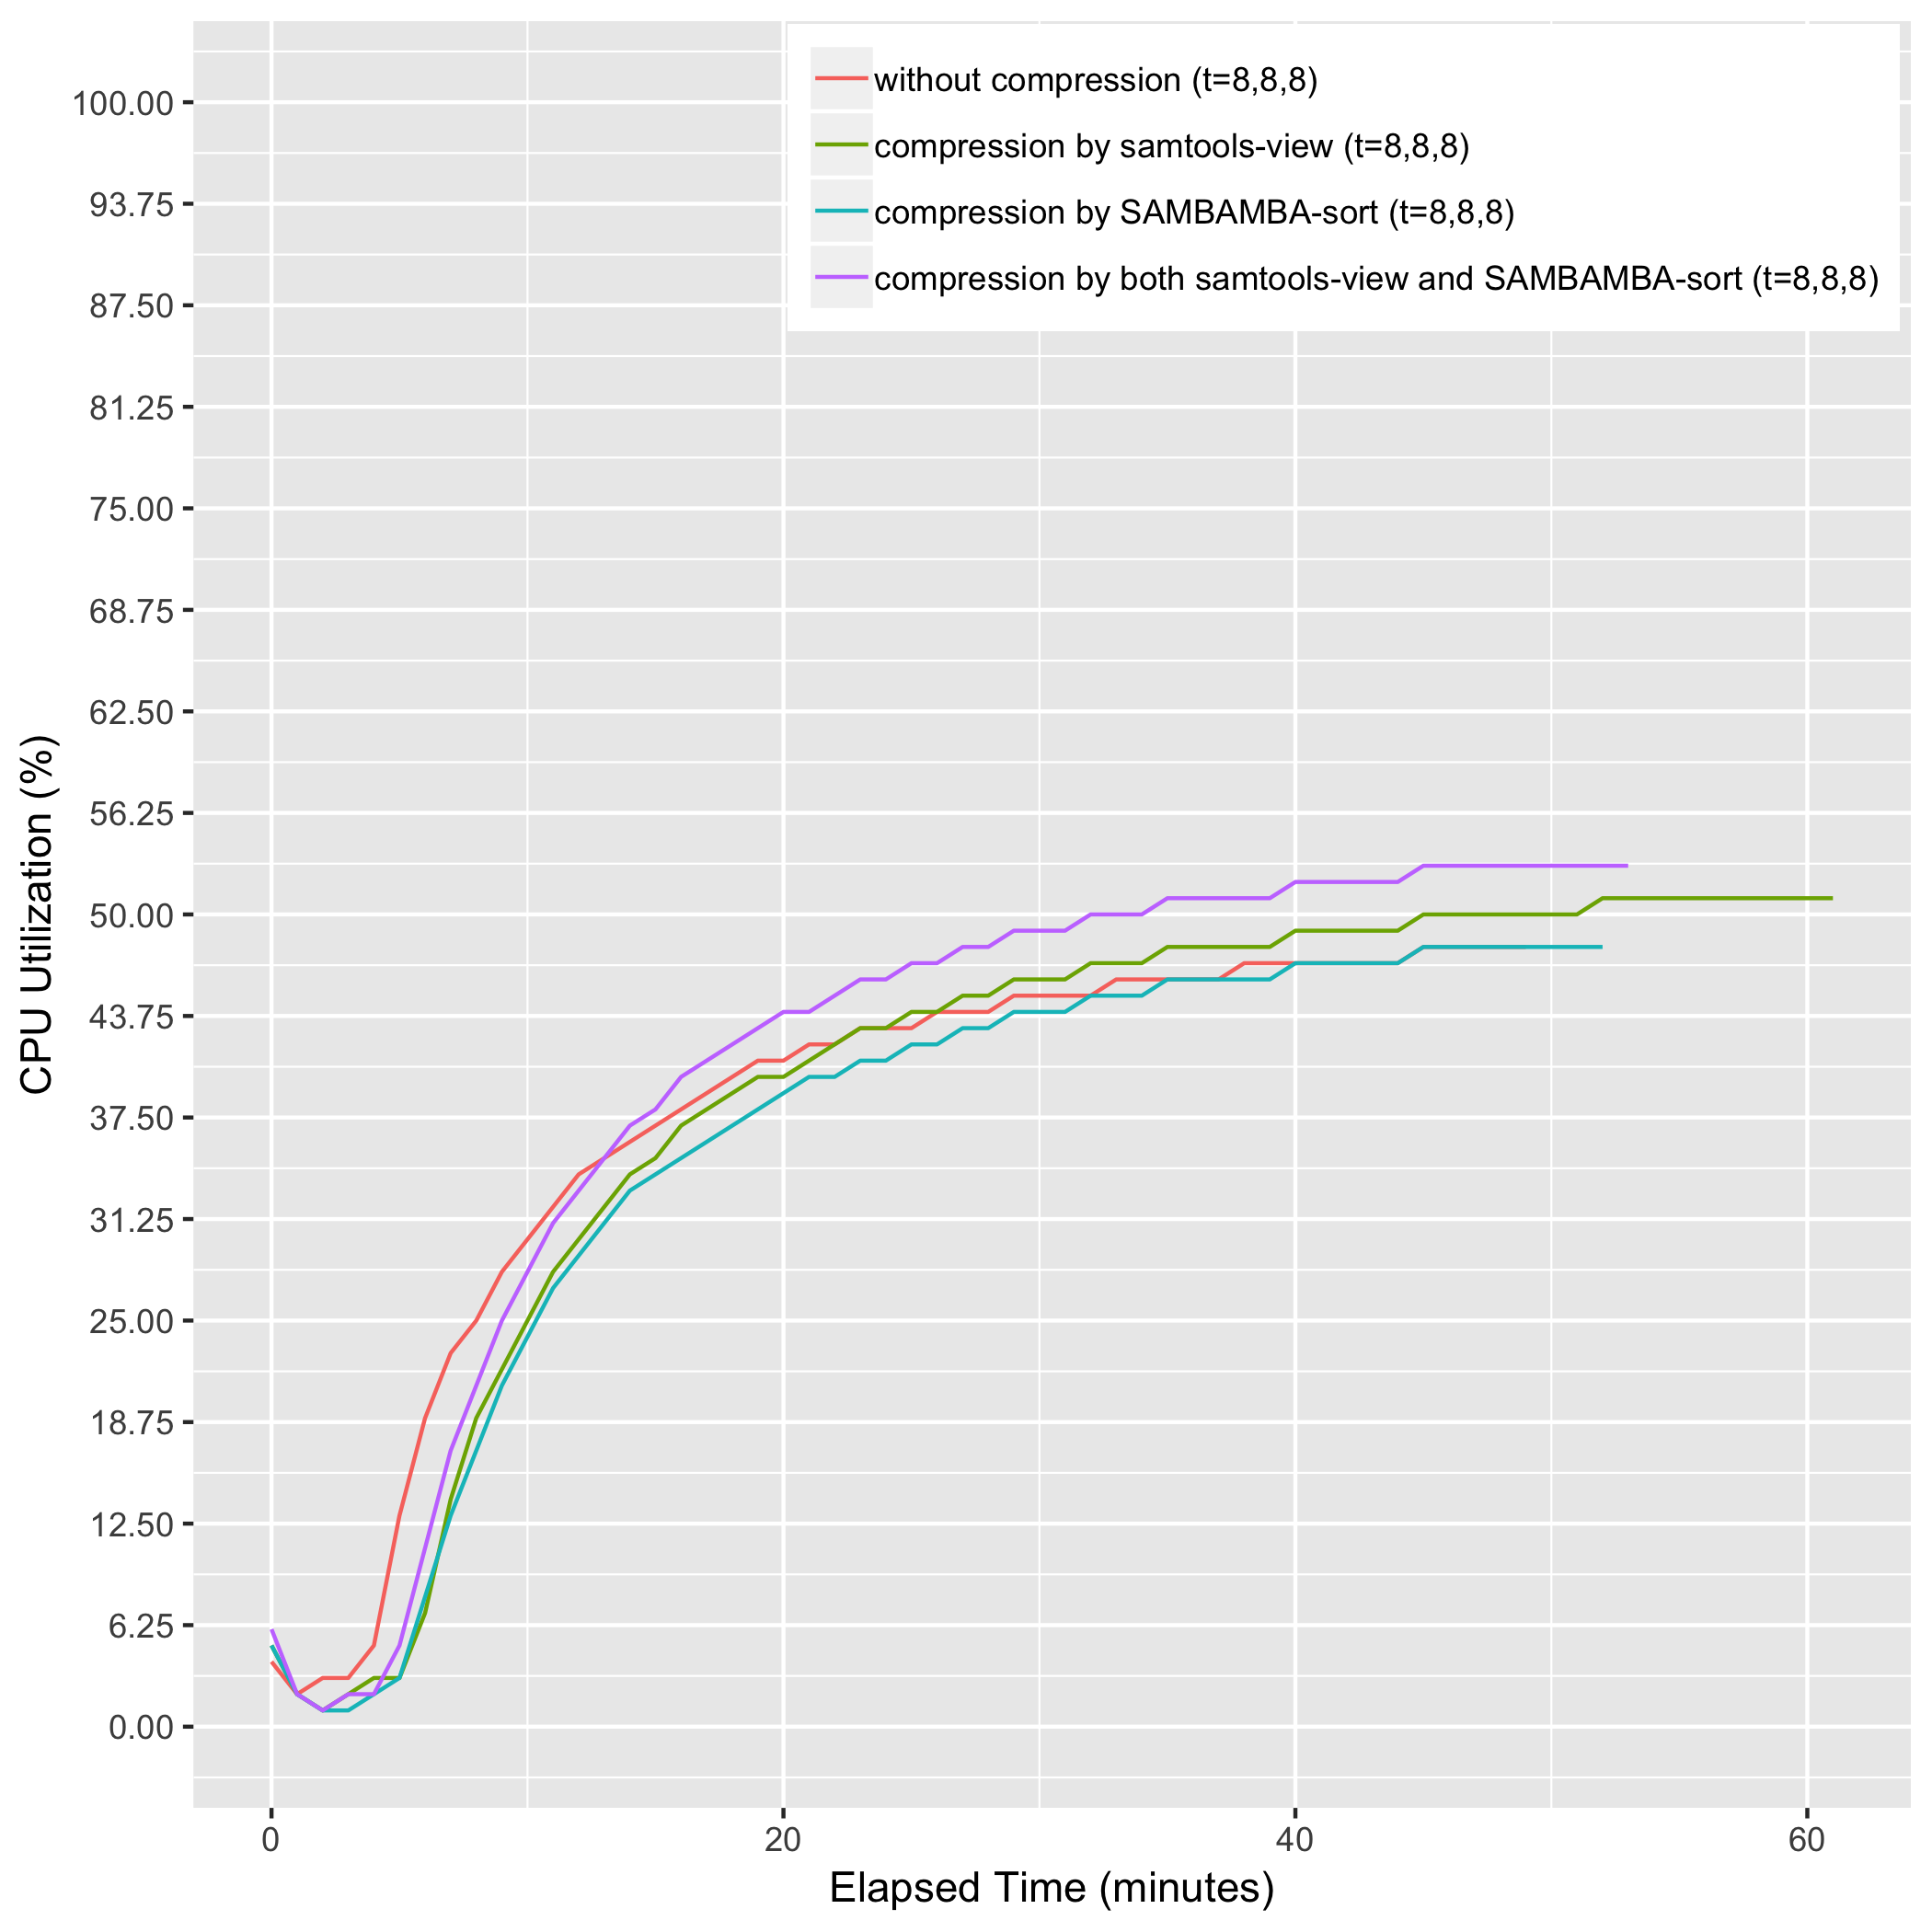 without compression (t=8,8,8)
compression by samtools-view (t=8,8,8)
compression by SAMBAMBA-sort (t=8,8,8)
compression by both samtools-view and SAMBAMBA-sort (t=8,8,8)
100.00
93.75
87.50
81.25
75.00
68.75
62.50
56.25
50.00
43.75
37.50
31.25
25.00
18.75
12.50
6.25
0.00
CPU Utilization (%)
0 20 40 60
Elapsed Time (minutes)